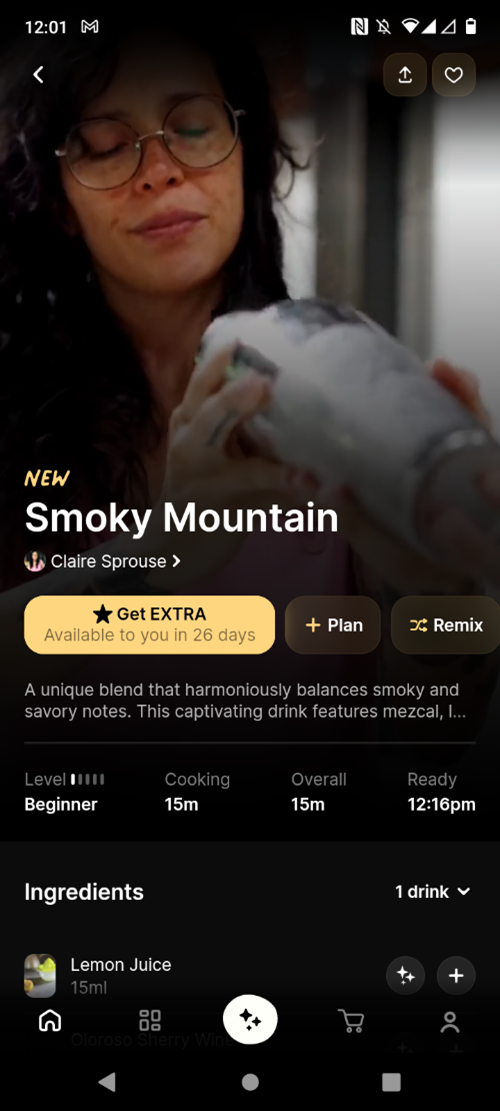 12:01
NEW
Smoky Mountain
Claire Sprouse
Get EXTRA
Available to you in 26 days
Plan
Remix
A unique blend that harmoniously balances smoky and
savory notes. This captivating drink features mezcal, l...
Level Cooking Overall Ready
Beginner 15m 15m 12:16pm
Ingredients 1 drink
Lemon Juice
15ml
Oloroso Sherry Wine